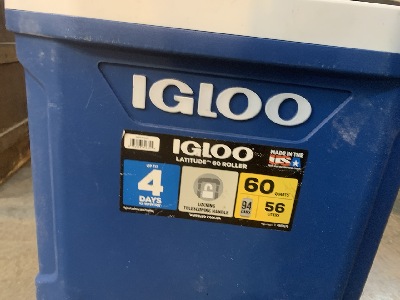 IGLOO
IGLOO
LATITUDE™ 60 ROLLER
MADE IN THE
USA
UP TO
4
DAYS
LOCKING
TELESCOPING HANDLE
60 QUARTS
94 CANS
56 LITERS